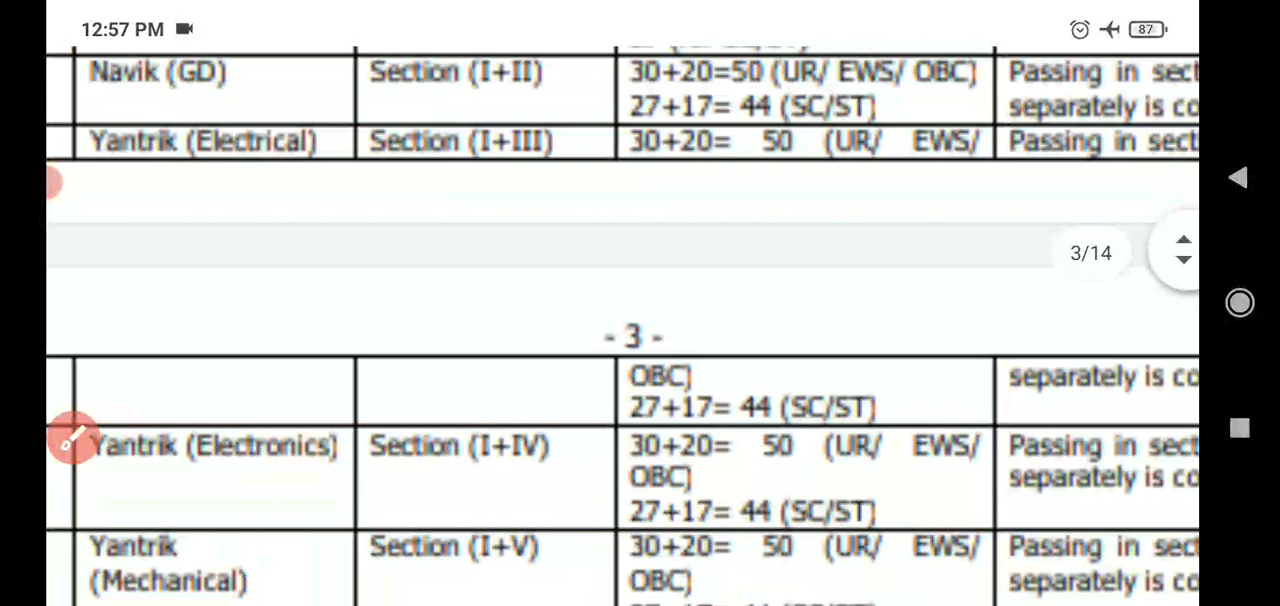 12:57 PM 87
Navik (GD) Section (I+II) 30+20=50 (UR/ EWS/ OBC) Passing in sect
27+17= 44 (SC/ST) separately is co
Yantrik (Electrical) Section (I+III) 30+20= 50 (UR/ EWS/ Passing in sect
3/14
- 3 -
OBC) separately is co
27+17= 44 (SC/ST)
Yantrik (Electronics) Section (I+IV) 30+20= 50 (UR/ EWS/ Passing in sect
OBC) separately is co
27+17= 44 (SC/ST)
Yantrik Section (I+V) 30+20= 50 (UR/ EWS/ Passing in sect
(Mechanical) OBC) separately is co